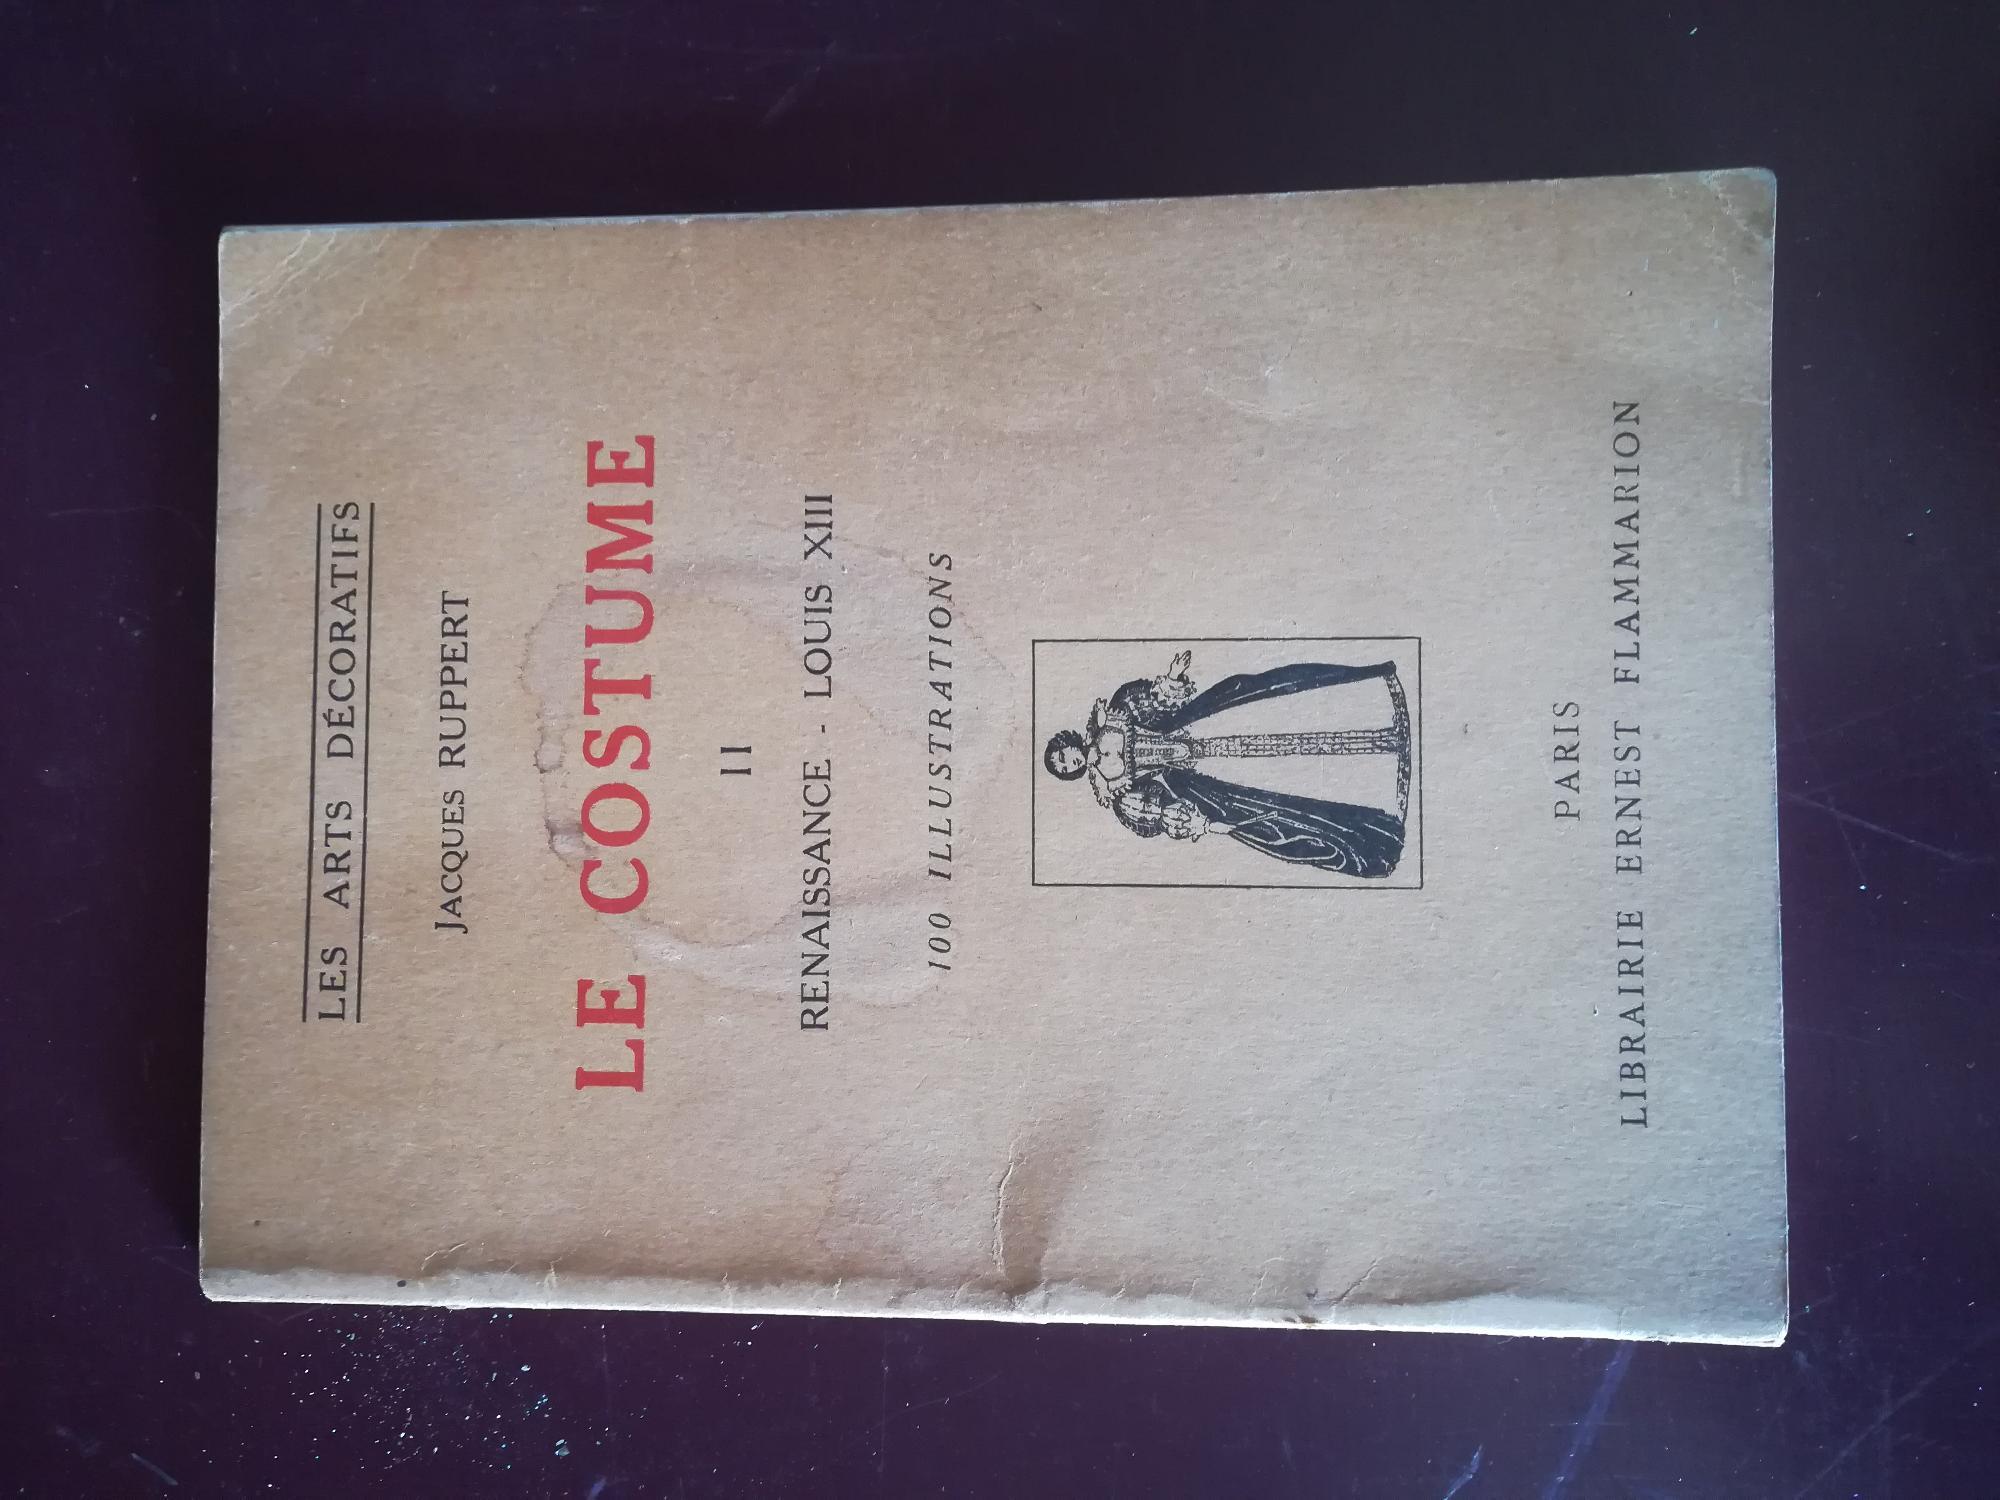 LES ARTS DÉCORATIFS
JACQUES RUPPERT
LE COSTUME
II
RENAISSANCE - LOUIS XIII
100 ILLUSTRATIONS
PARIS
LIBRAIRIE ERNEST FLAMMARION